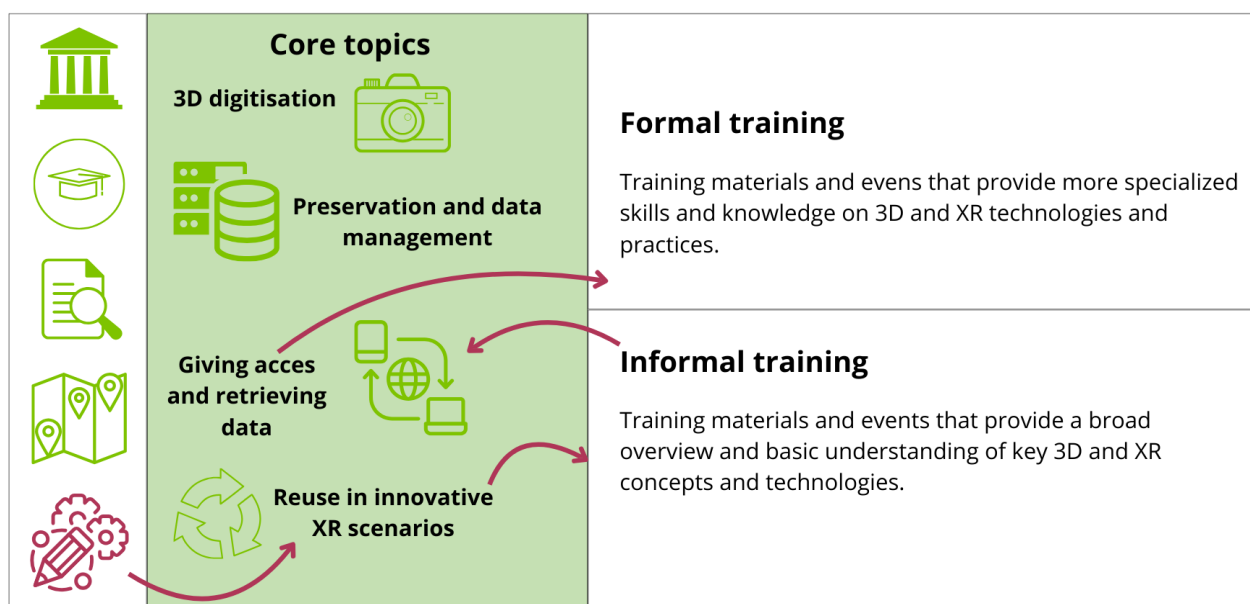 Core topics
3D digitisation
Preservation and data
management
Giving acces
and retrieving
data
Reuse in innovative
XR scenarios
Formal training
Training materials and evens that provide more specialized
skills and knowledge on 3D and XR technologies and
practices.
Informal training
Training materials and events that provide a broad
overview and basic understanding of key 3D and XR
concepts and technologies.